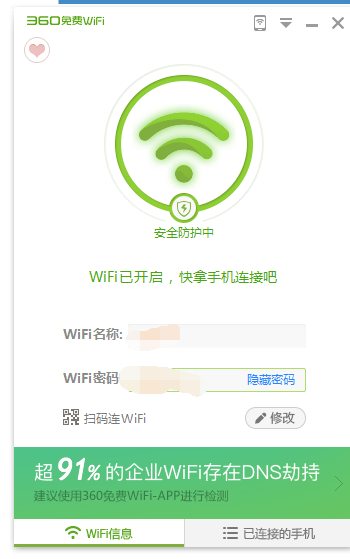 360免费WiFi
安全防护中
WiFi已开启，快拿手机连接吧
WiFi名称:
WiFi密码
隐藏密码
扫码连WiFi
修改
超91%的企业WiFi存在DNS劫持
建议使用360免费WiFi-APP进行检测
WiFi信息
已连接的手机